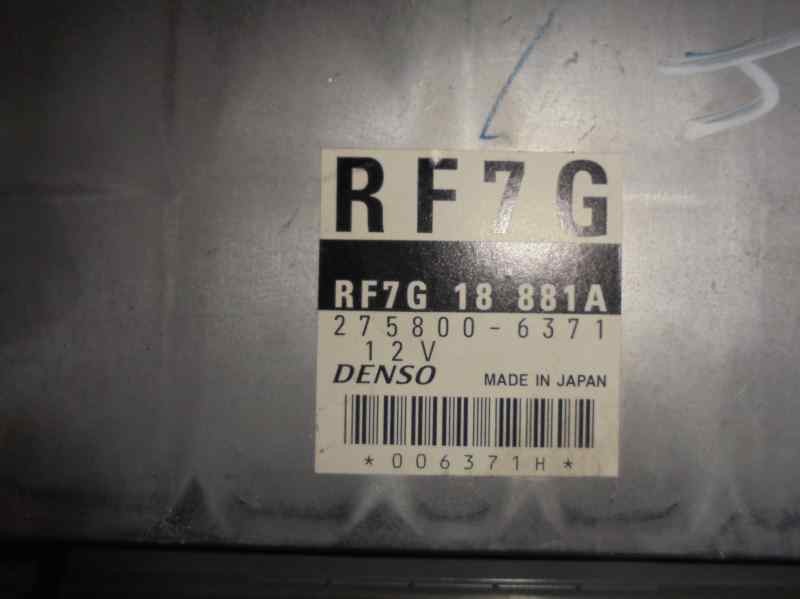 RF7G
RF7G 18 881A
275800-6371
12V
DENSO MADE IN JAPAN
*006371H*